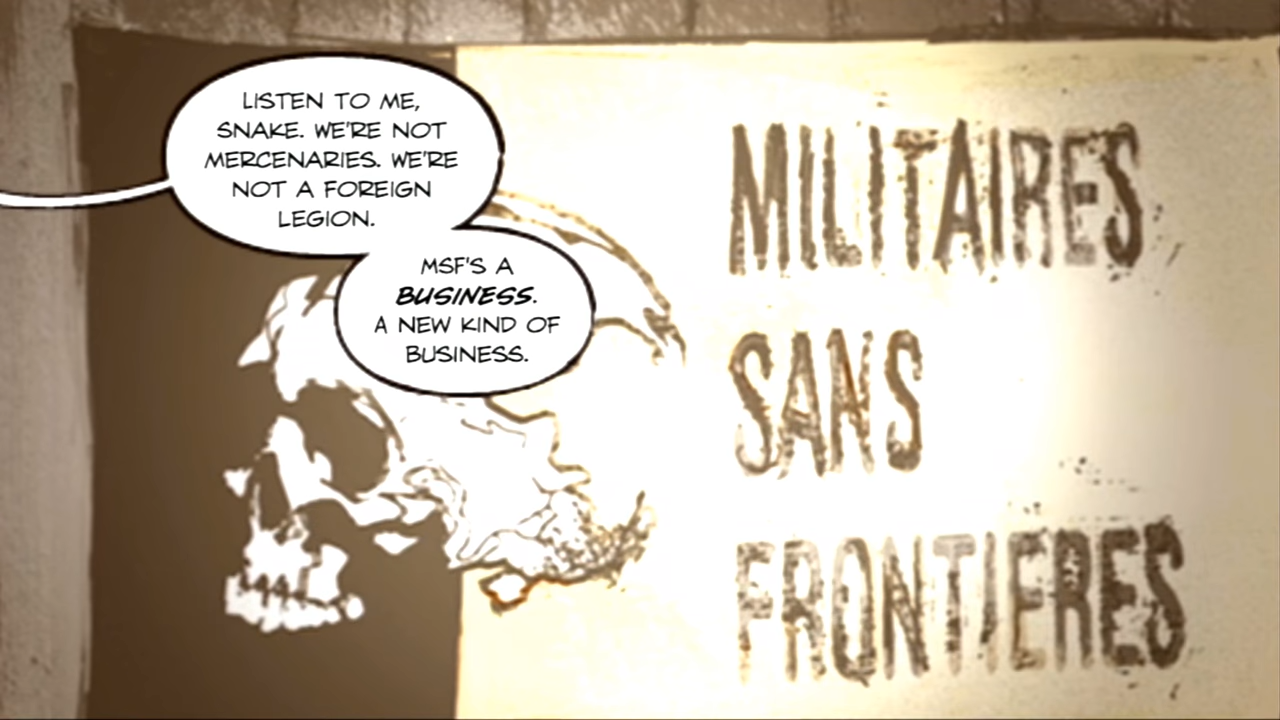 LISTEN TO ME,
SNAKE. WE'RE NOT
MERCENARIES. WE'RE
NOT A FOREIGN
LEGION.
MSF'S A
BUSINESS.
A NEW KIND OF
BUSINESS.
MILITAIRES
SANS
FRONTIERES